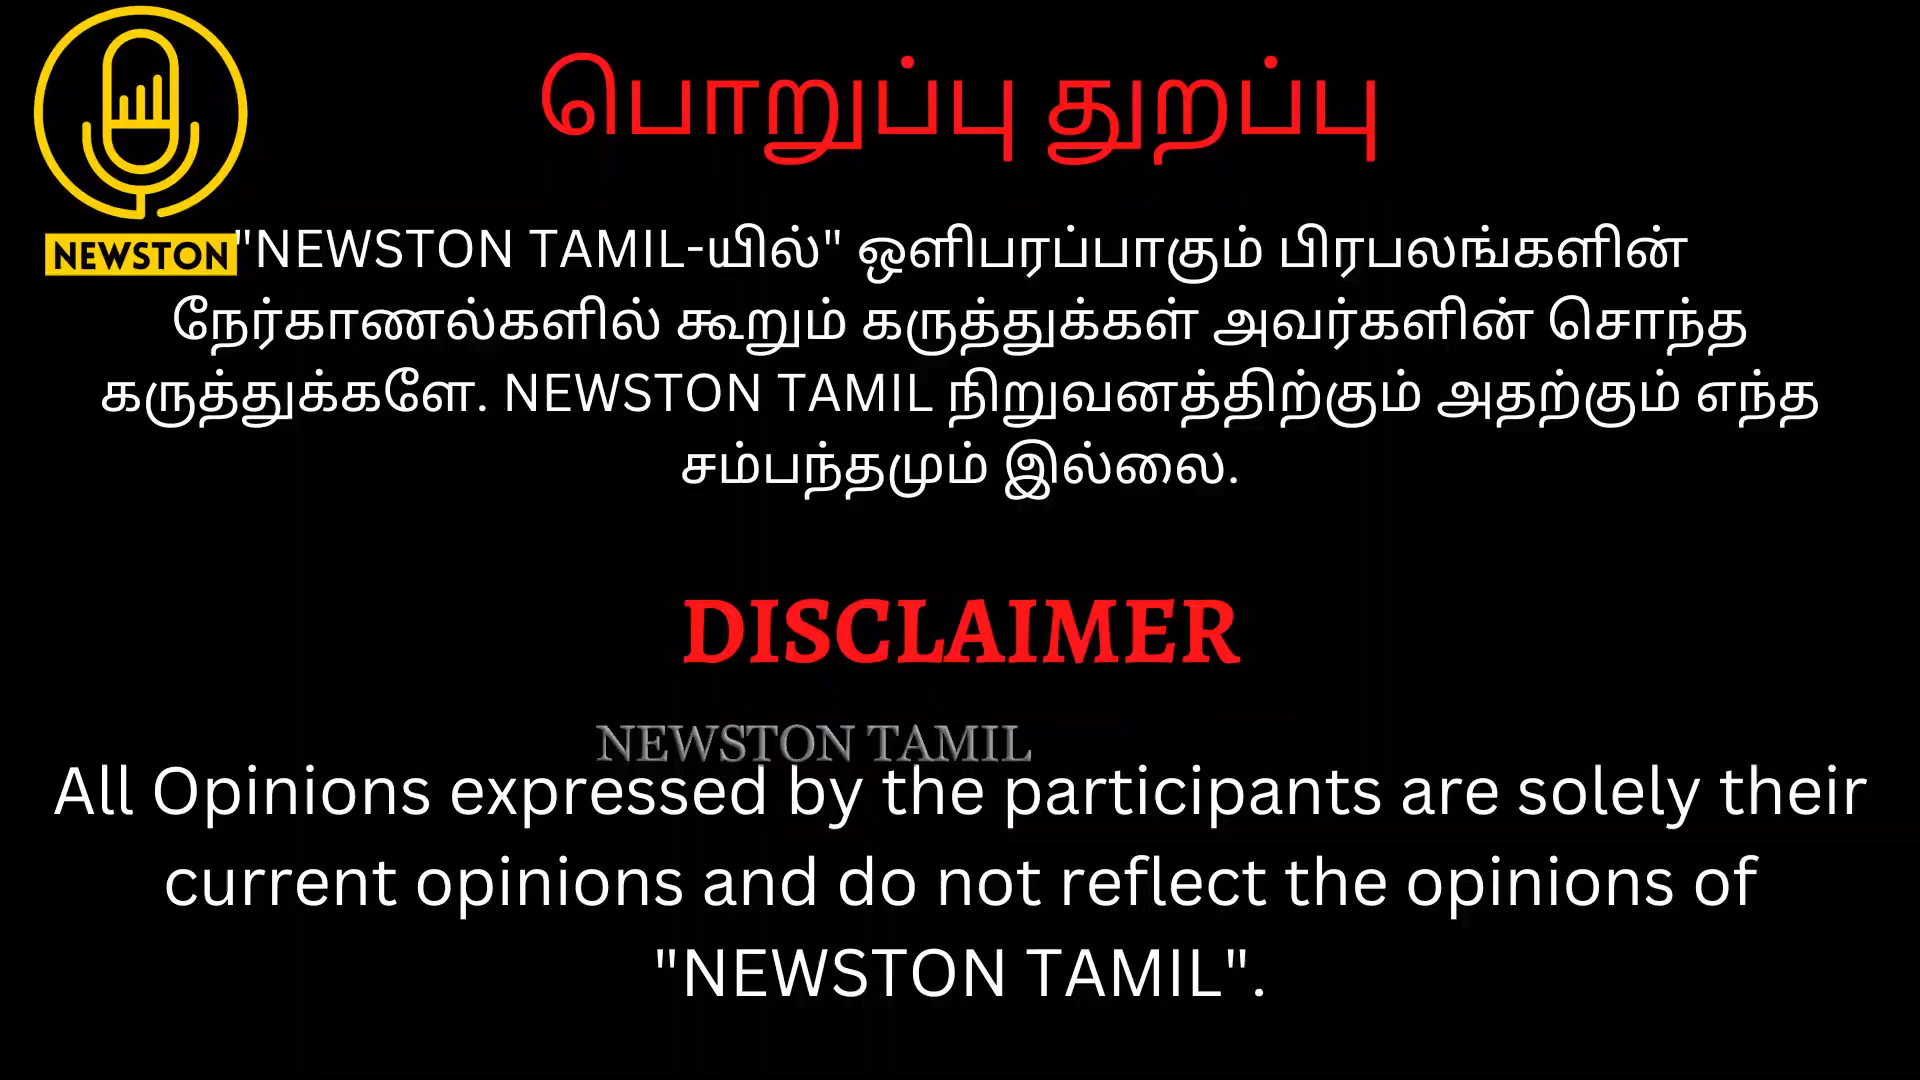 பொறுப்பு துறப்பு
NEWSTON
"NEWSTON TAMIL-யில்" ஒளிபரப்பாகும் பிரபலங்களின்
நேர்காணல்களில் கூறும் கருத்துக்கள் அவர்களின் சொந்த
கருத்துக்களே. NEWSTON TAMIL நிறுவனத்திற்கும் அதற்கும் எந்த
சம்பந்தமும் இல்லை.
DISCLAIMER
NEWSTON TAMIL
All Opinions expressed by the participants are solely their
current opinions and do not reflect the opinions of
"NEWSTON TAMIL".